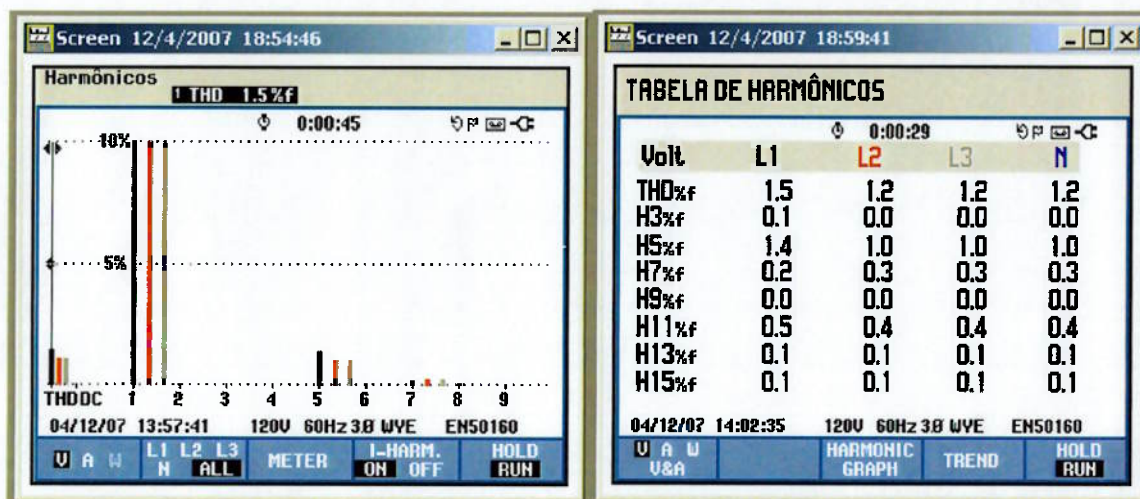 Screen 12/4/2007 18:54:46
Harmônicos
1 THD 1.5%f
0:00:45
10%
5%
THDDC 1 2 3 4 5 6 7 8 9
04/12/07 13:57:41 120V 60Hz 3Ø WYE EN50160
V A W L1 L2 L3 N ALL METER I-HARM. ON OFF HOLD RUN
Screen 12/4/2007 18:59:41
TABELA DE HARMÔNICOS
0:00:29
Volt L1 L2 L3 N
THD%f 1.5 1.2 1.2 1.2
H3%f 0.1 0.0 0.0 0.0
H5%f 1.4 1.0 1.0 1.0
H7%f 0.2 0.3 0.3 0.3
H9%f 0.0 0.0 0.0 0.0
H11%f 0.5 0.4 0.4 0.4
H13%f 0.1 0.1 0.1 0.1
H15%f 0.1 0.1 0.1 0.1
04/12/07 14:02:35 120V 60Hz 3Ø WYE EN50160
V A W V&A HARMONIC GRAPH TREND HOLD RUN